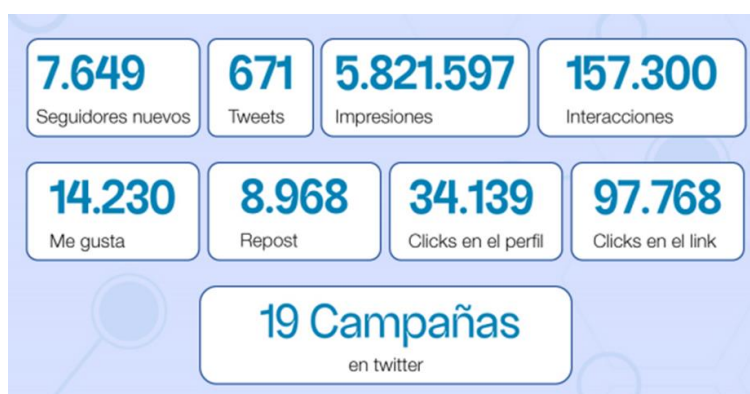 7.649
Seguidores nuevos
671
Tweets
5.821.597
Impresiones
157.300
Interacciones
14.230
Me gusta
8.968
Repost
34.139
Clicks en el perfil
97.768
Clicks en el link
19 Campañas
en twitter